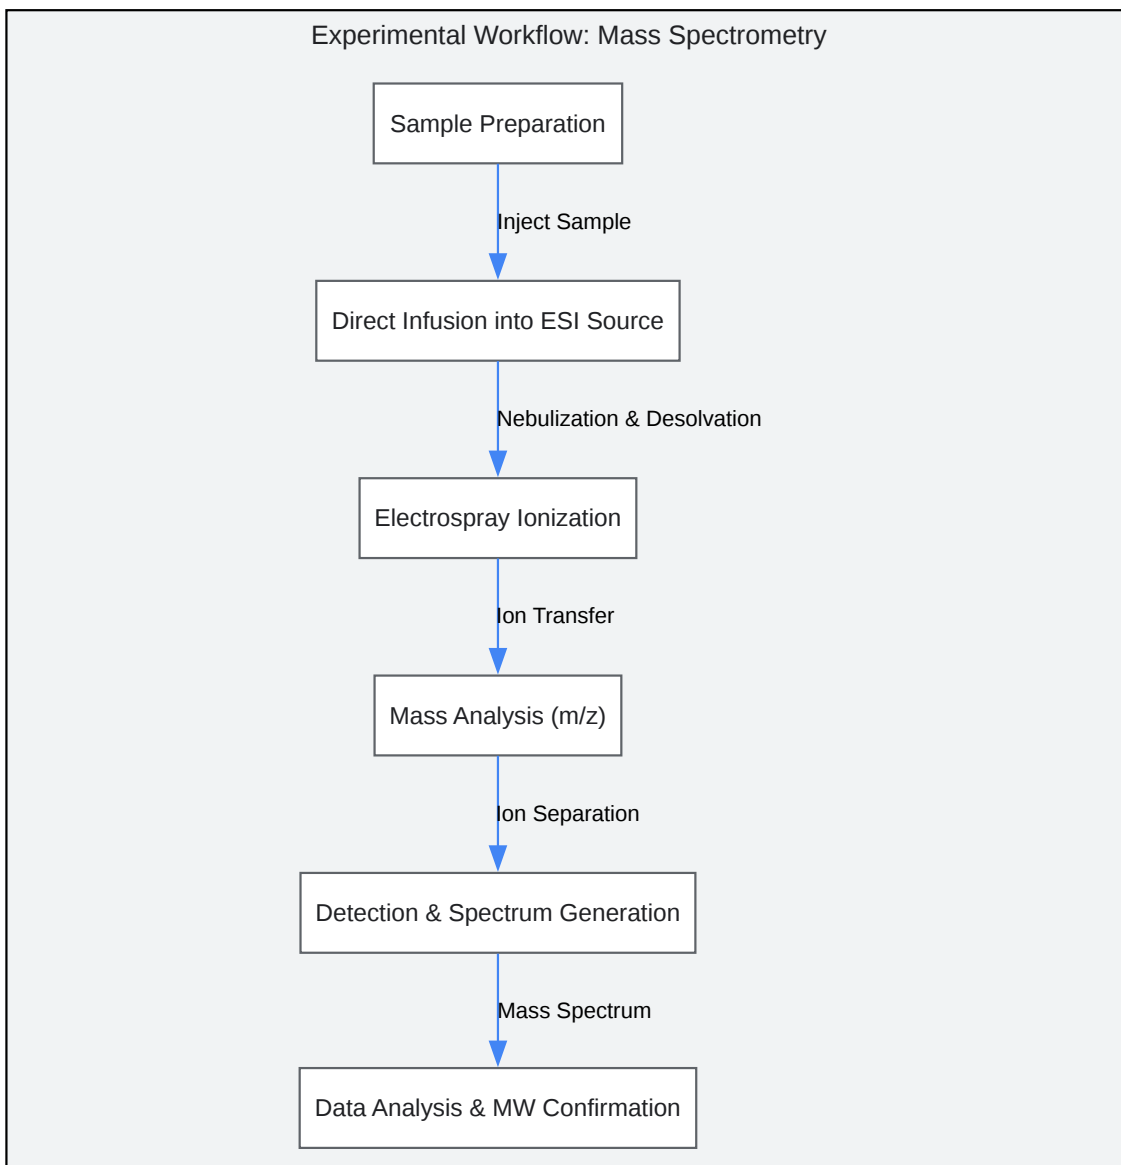 Experimental Workflow: Mass Spectrometry
Sample Preparation
Inject Sample
Direct Infusion into ESI Source
Nebulization & Desolvation
Electrospray Ionization
Ion Transfer
Mass Analysis (m/z)
Ion Separation
Detection & Spectrum Generation
Mass Spectrum
Data Analysis & MW Confirmation